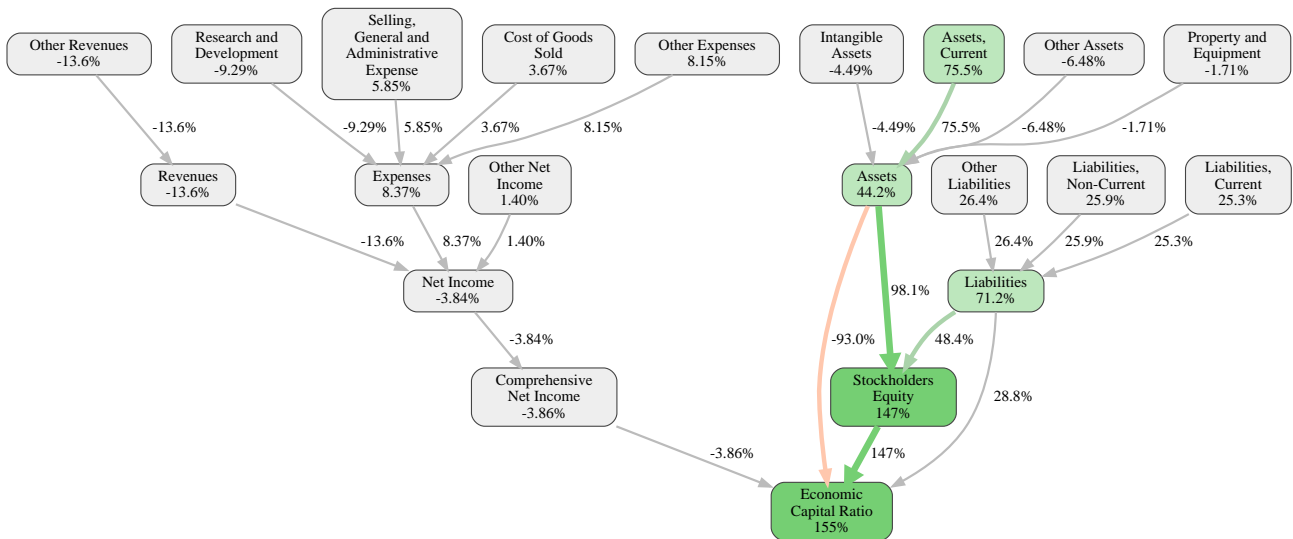 Other Revenues
-13.6%
Research and
Development
-9.29%
Selling,
General and
Administrative
Expense
5.85%
Cost of Goods
Sold
3.67%
Other Expenses
8.15%
Intangible
Assets
-4.49%
Assets,
Current
75.5%
Other Assets
-6.48%
Property and
Equipment
-1.71%
-13.6%
-9.29%
5.85%
3.67%
8.15%
-4.49%
75.5%
-6.48%
-1.71%
Revenues
-13.6%
Expenses
8.37%
Other Net
Income
1.40%
Assets
44.2%
Other
Liabilities
26.4%
Liabilities,
Non-Current
25.9%
Liabilities,
Current
25.3%
-13.6%
8.37%
1.40%
26.4%
25.9%
25.3%
Net Income
-3.84%
98.1%
Liabilities
71.2%
-3.84%
-93.0%
48.4%
Comprehensive
Net Income
-3.86%
Stockholders
Equity
147%
28.8%
-3.86%
147%
Economic
Capital Ratio
155%